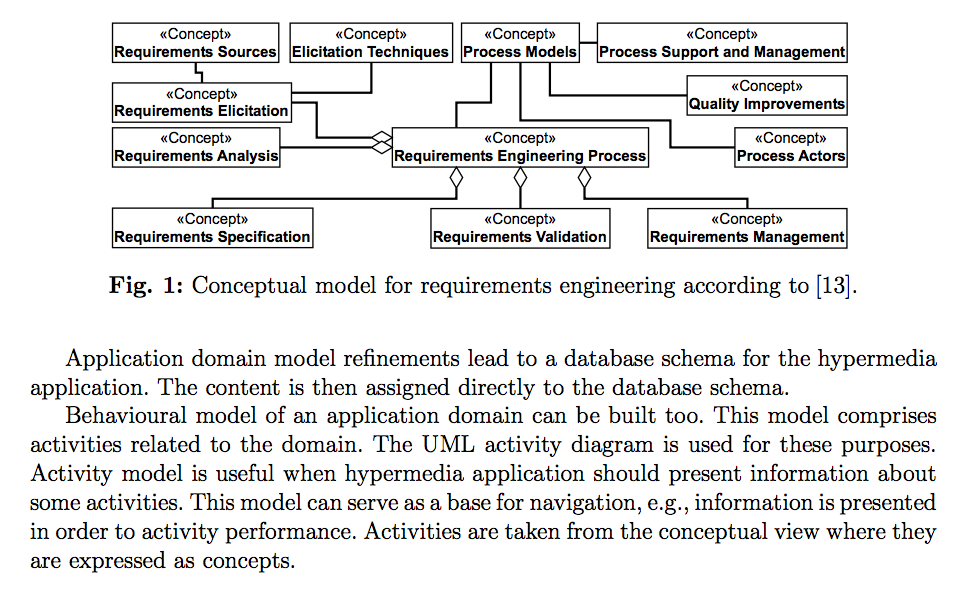 «Concept»
Requirements Sources
«Concept»
Elicitation Techniques
«Concept»
Process Models
«Concept»
Process Support and Management
«Concept»
Requirements Elicitation
«Concept»
Quality Improvements
«Concept»
Requirements Analysis
«Concept»
Requirements Engineering Process
«Concept»
Process Actors
«Concept»
Requirements Specification
«Concept»
Requirements Validation
«Concept»
Requirements Management
Fig. 1: Conceptual model for requirements engineering according to [13].
Application domain model refinements lead to a database schema for the hypermedia
application. The content is then assigned directly to the database schema.
Behavioural model of an application domain can be built too. This model comprises
activities related to the domain. The UML activity diagram is used for these purposes.
Activity model is useful when hypermedia application should present information about
some activities. This model can serve as a base for navigation, e.g., information is presented
in order to activity performance. Activities are taken from the conceptual view where they
are expressed as concepts.